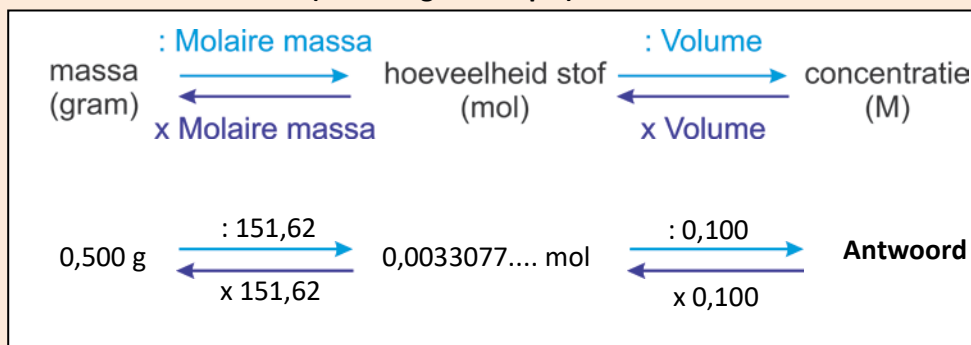 : Molaire massa : Volume
massa hoeveelheid stof concentratie
(gram) (mol) (M)
x Molaire massa x Volume
: 151,62 : 0,100
0,500 g 0,0033077.... mol Antwoord
x 151,62 x 0,100